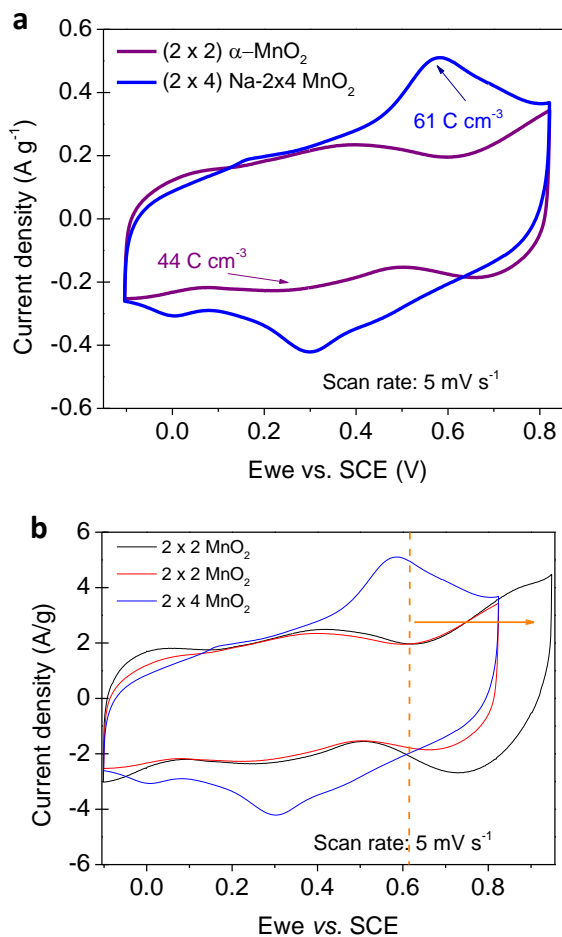 a
(2 x 2) α–MnO₂
(2 x 4) Na-2x4 MnO₂
61 C cm⁻³
44 C cm⁻³
Scan rate: 5 mV s⁻¹
Current density (A g⁻¹)
0.6
0.4
0.2
0.0
-0.2
-0.4
-0.6
0.0 0.2 0.4 0.6 0.8
Ewe vs. SCE (V)
b
2 x 2 MnO₂
2 x 2 MnO₂
2 x 4 MnO₂
Scan rate: 5 mV s⁻¹
Current density (A/g)
6
4
2
0
-2
-4
-6
0.0 0.2 0.4 0.6 0.8
Ewe vs. SCE